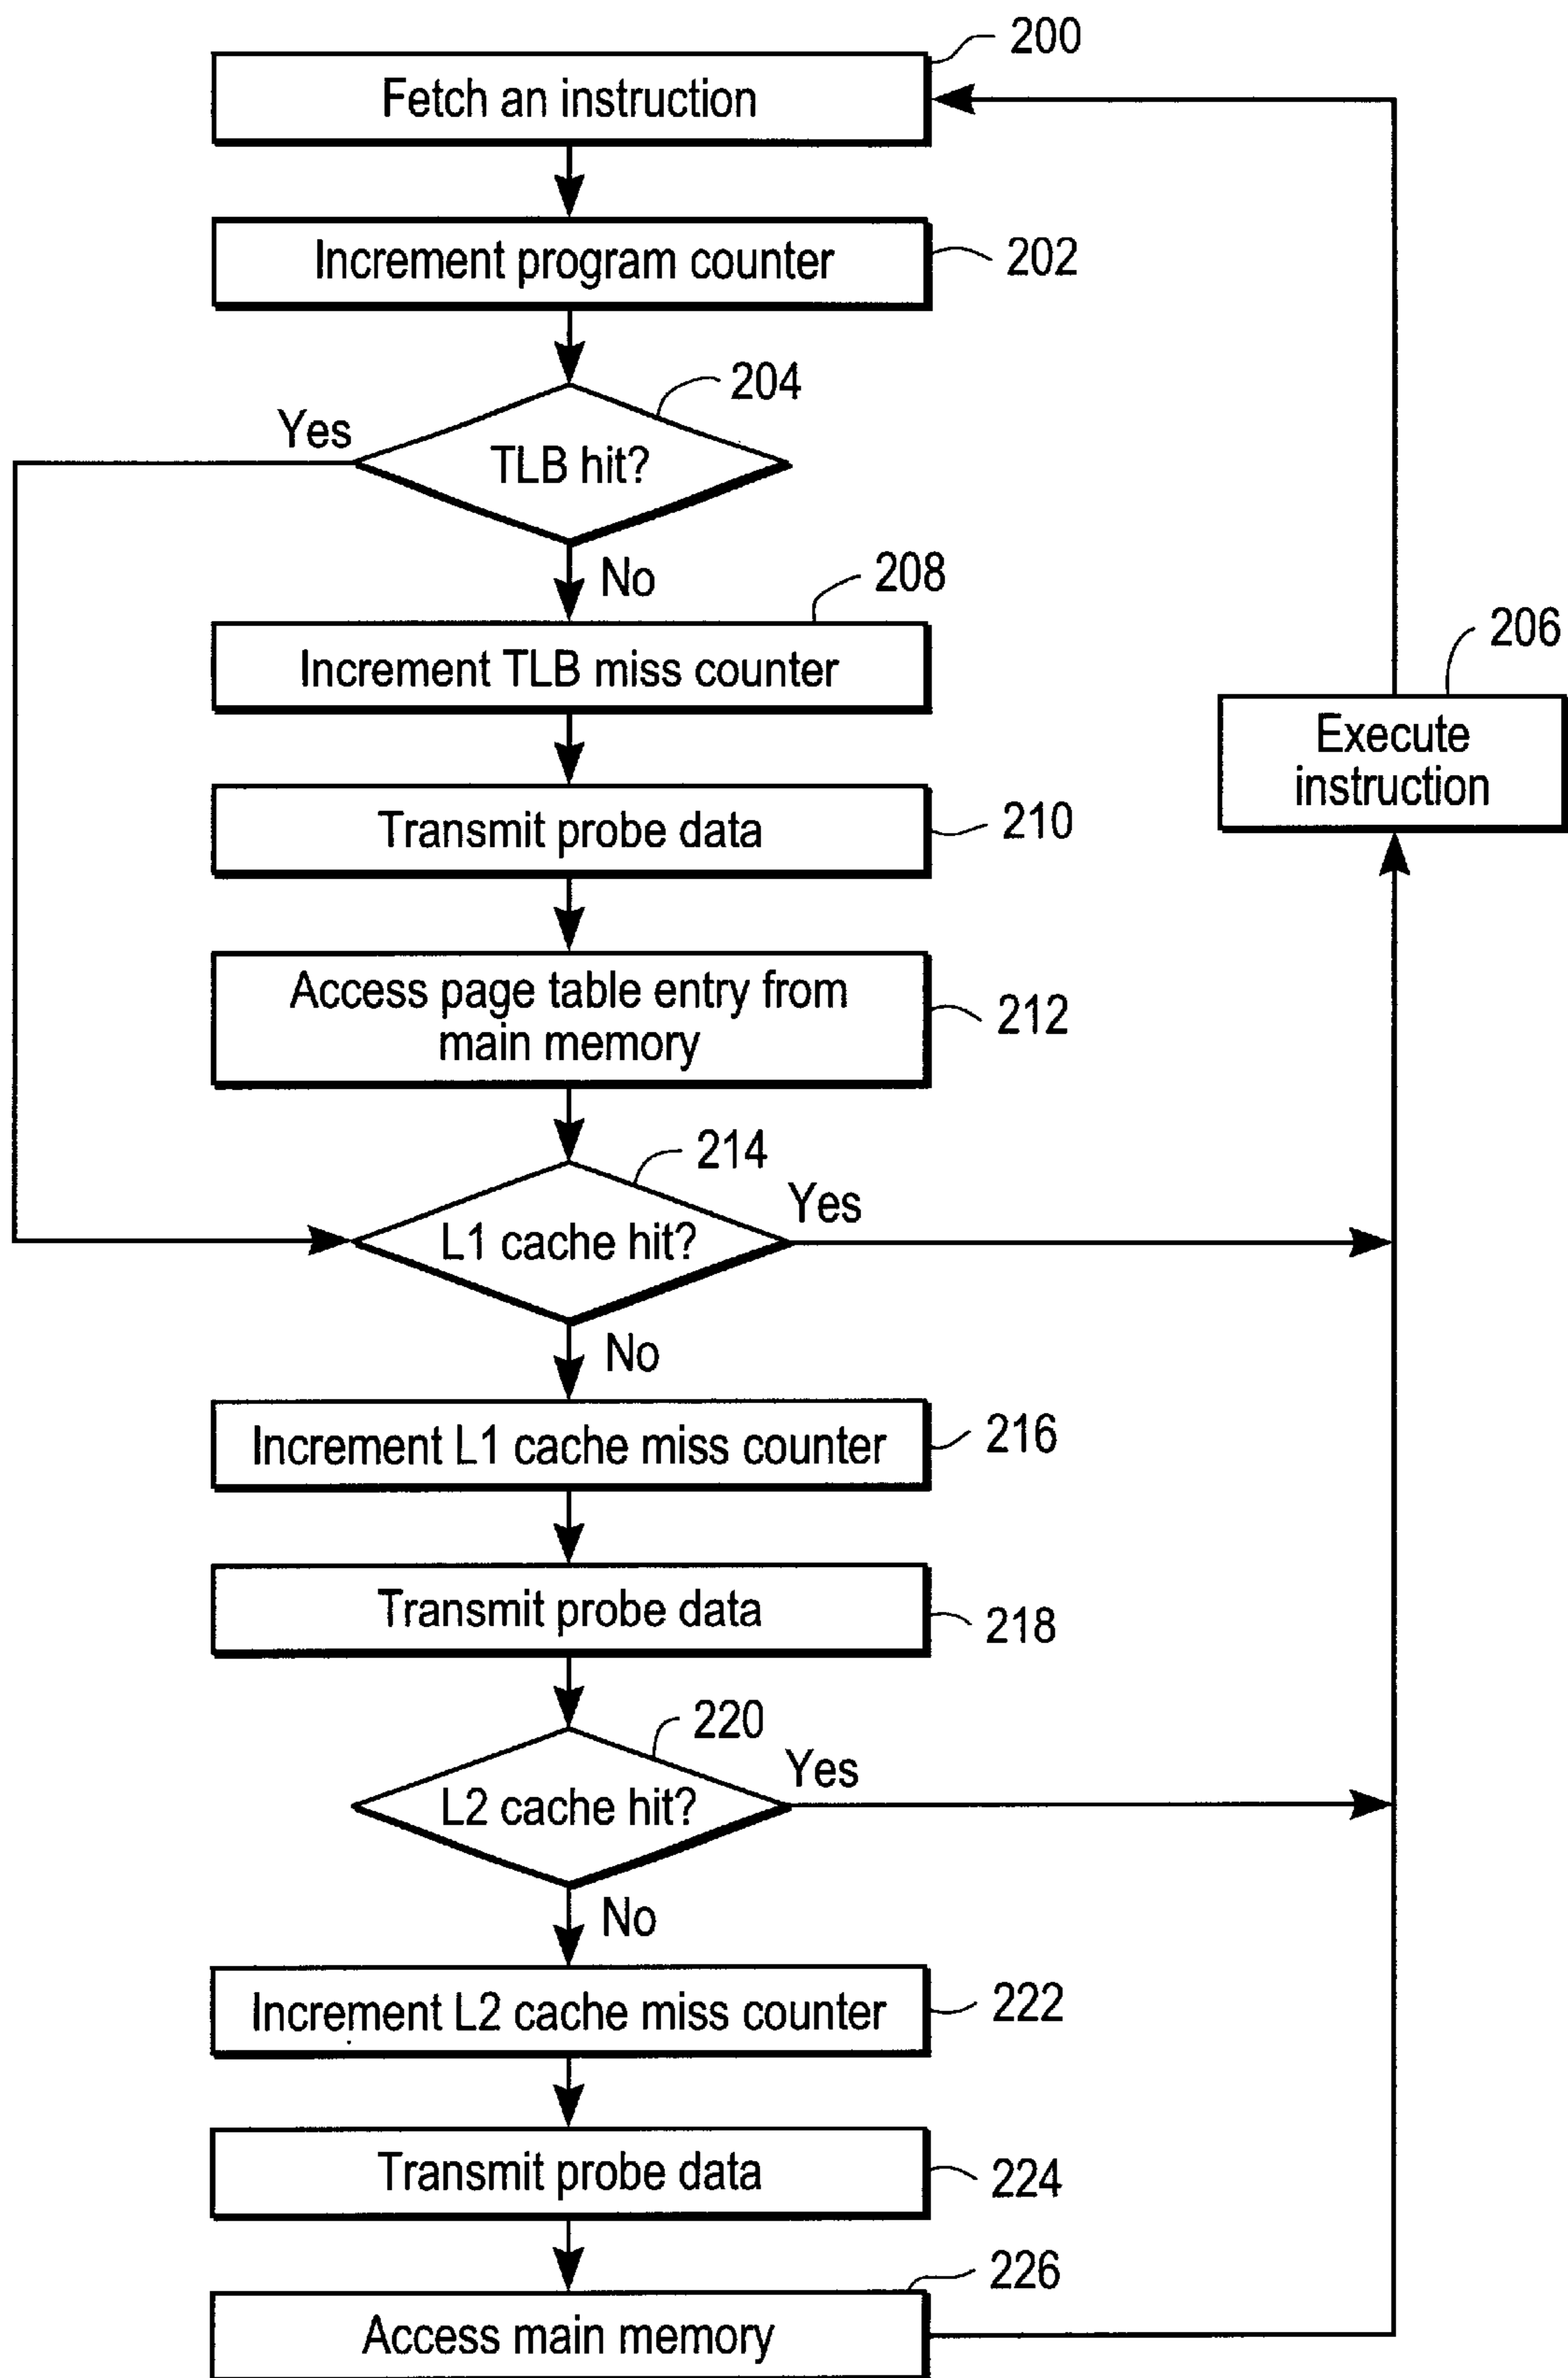 200
Fetch an instruction
Increment program counter
202
204
Yes
TLB hit?
No
208
Increment TLB miss counter
206
Execute
instruction
Transmit probe data
210
Access page table entry from
main memory
212
214
Yes
L1 cache hit?
No
Increment L1 cache miss counter
216
Transmit probe data
218
220
Yes
L2 cache hit?
No
Increment L2 cache miss counter
222
Transmit probe data
224
226
Access main memory